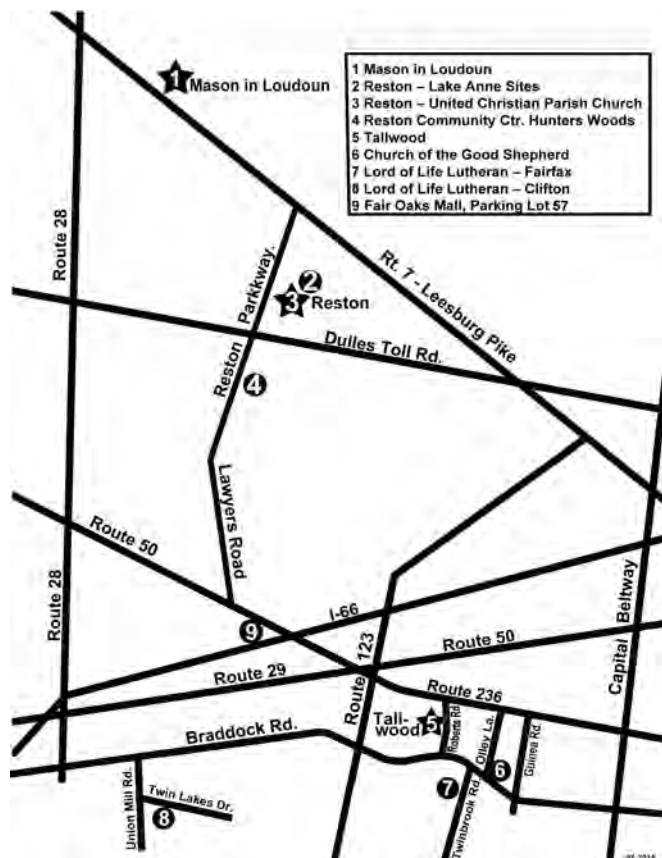 1 Mason in Loudoun
2 Reston – Lake Anne Sites
3 Reston – United Christian Parish Church
4 Reston Community Ctr. Hunters Woods
5 Tallwood
6 Church of the Good Shepherd
7 Lord of Life Lutheran – Fairfax
8 Lord of Life Lutheran – Clifton
9 Fair Oaks Mall, Parking Lot 57
1 Mason in Loudoun
Route 28
Reston Parkkway.
2
3 Reston
Rt. 7 - Leesburg Pike
Dulles Toll Rd.
4
Lawyers Road
Route 50
Route 28
I-66
9
Capital Beltway
Route 50
Route 29
Route 123
Route 236
Braddock Rd.
Tall-
wood
5
Roberts Rd.
Olley La.
Guinea Rd.
6
7
Twinbrook Rd.
Union Mill Rd.
Twin Lakes Dr.
8